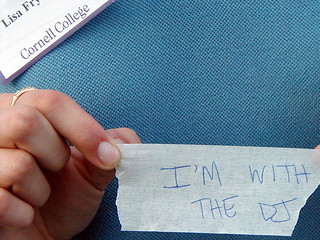 Lisa Fry
Cornell College
I'M WITH
THE DJ